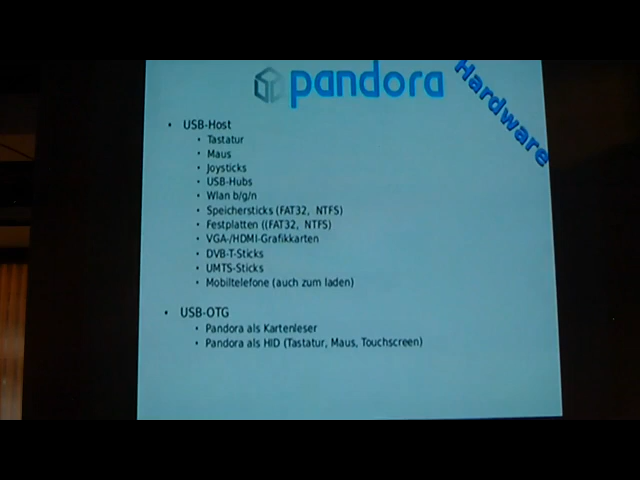 pandora
Hardware
• USB-Host
• Tastatur
• Maus
• Joysticks
• USB-Hubs
• Wlan b/g/n
• Speichersticks (FAT32, NTFS)
• Festplatten ((FAT32, NTFS)
• VGA-/HDMI-Grafikkarten
• DVB-T-Sticks
• UMTS-Sticks
• Mobiltelefone (auch zum laden)
• USB-OTG
• Pandora als Kartenleser
• Pandora als HID (Tastatur, Maus, Touchscreen)